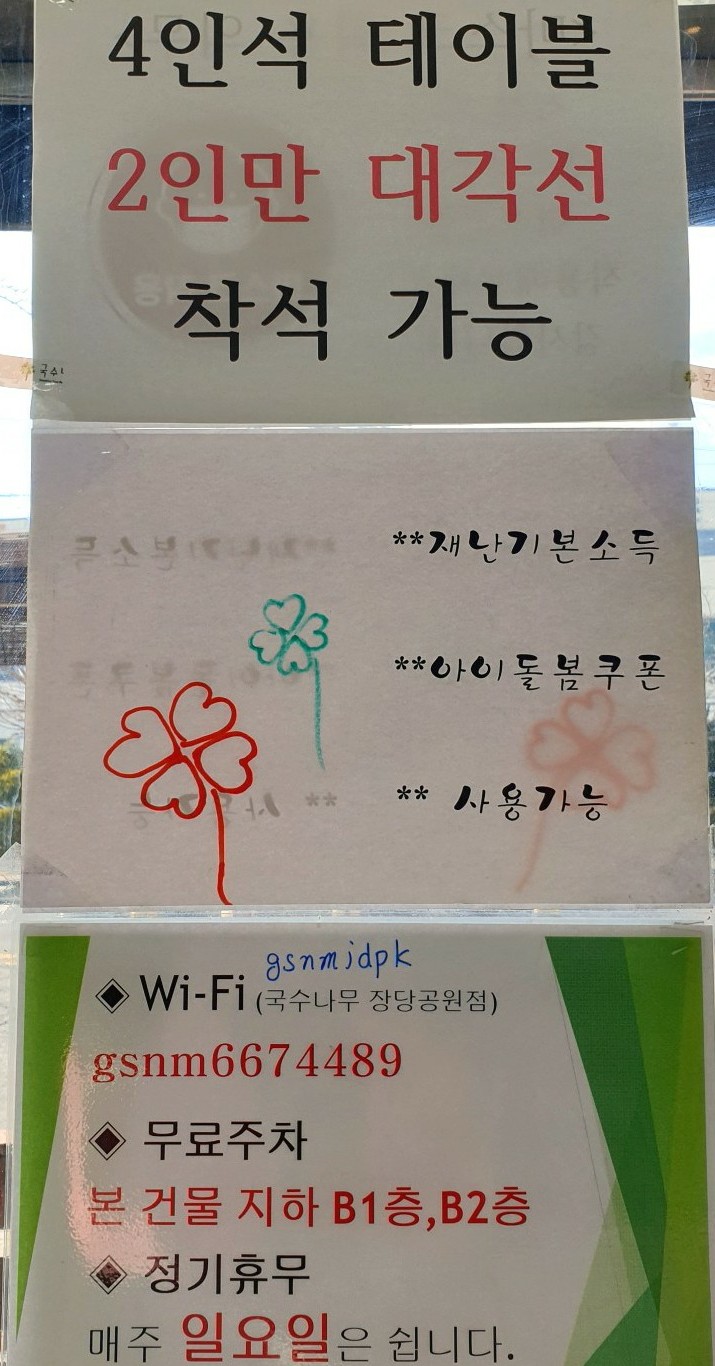 4인석 테이블
2인만 대각선
착석 가능
국수
**재난기본소득
**아이돌봄쿠폰
** 사용가능
gsnmjdpk
◈ Wi-Fi (국수나무 장당공원점)
gsnm6674489
◈ 무료주차
본 건물 지하 B1층,B2층
◈ 정기휴무
매주 일요일은 쉽니다.